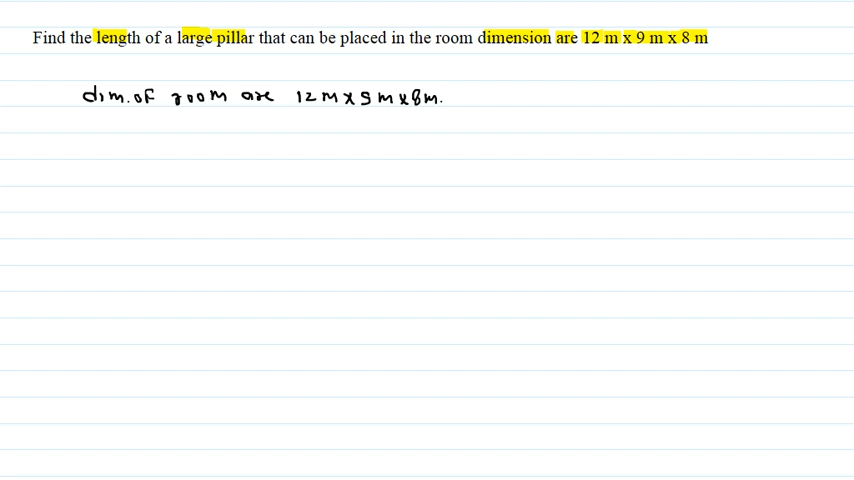 Find the length of a large pillar that can be placed in the room dimension are 12 m x 9 m x 8 m
dim. of room are 12 m x 9 m x 8 m.